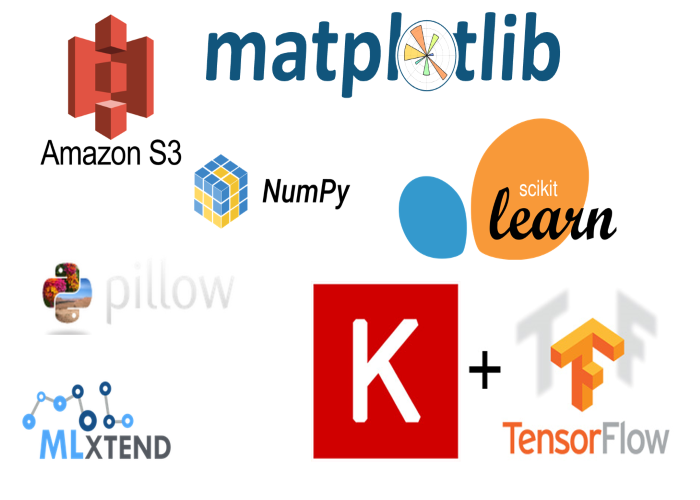 matplotlib
Amazon S3
NumPy
scikit
learn
pillow
K
+
TensorFlow
MLXTEND